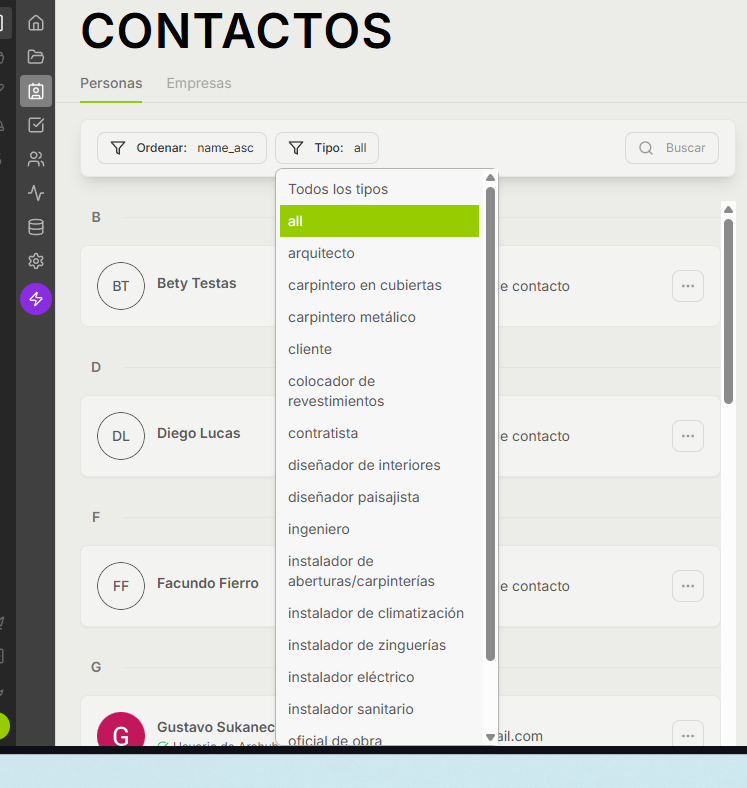 CONTACTOS
Personas Empresas
Ordenar: name_asc Tipo: all Buscar
Todos los tipos
all
arquitecto
carpintero en cubiertas
carpintero metálico
cliente
colocador de
revestimientos
contratista
diseñador de interiores
diseñador paisajista
ingeniero
instalador de
aberturas/carpinterías
instalador de climatización
instalador de zinguerías
instalador eléctrico
instalador sanitario
oficial de obra
B
BT Bety Testas e contacto ...
D
DL Diego Lucas e contacto ...
F
FF Facundo Fierro e contacto ...
G
G Gustavo Sukanec ail.com ...
Usuario de Archub